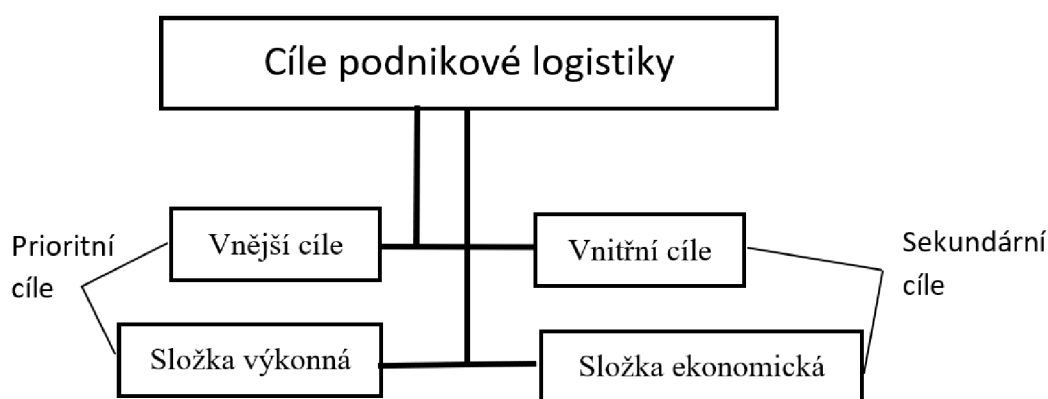 Cíle podnikové logistiky
Prioritní
cíle
Vnější cíle
Vnitřní cíle
Sekundární
cíle
Složka výkonná
Složka ekonomická